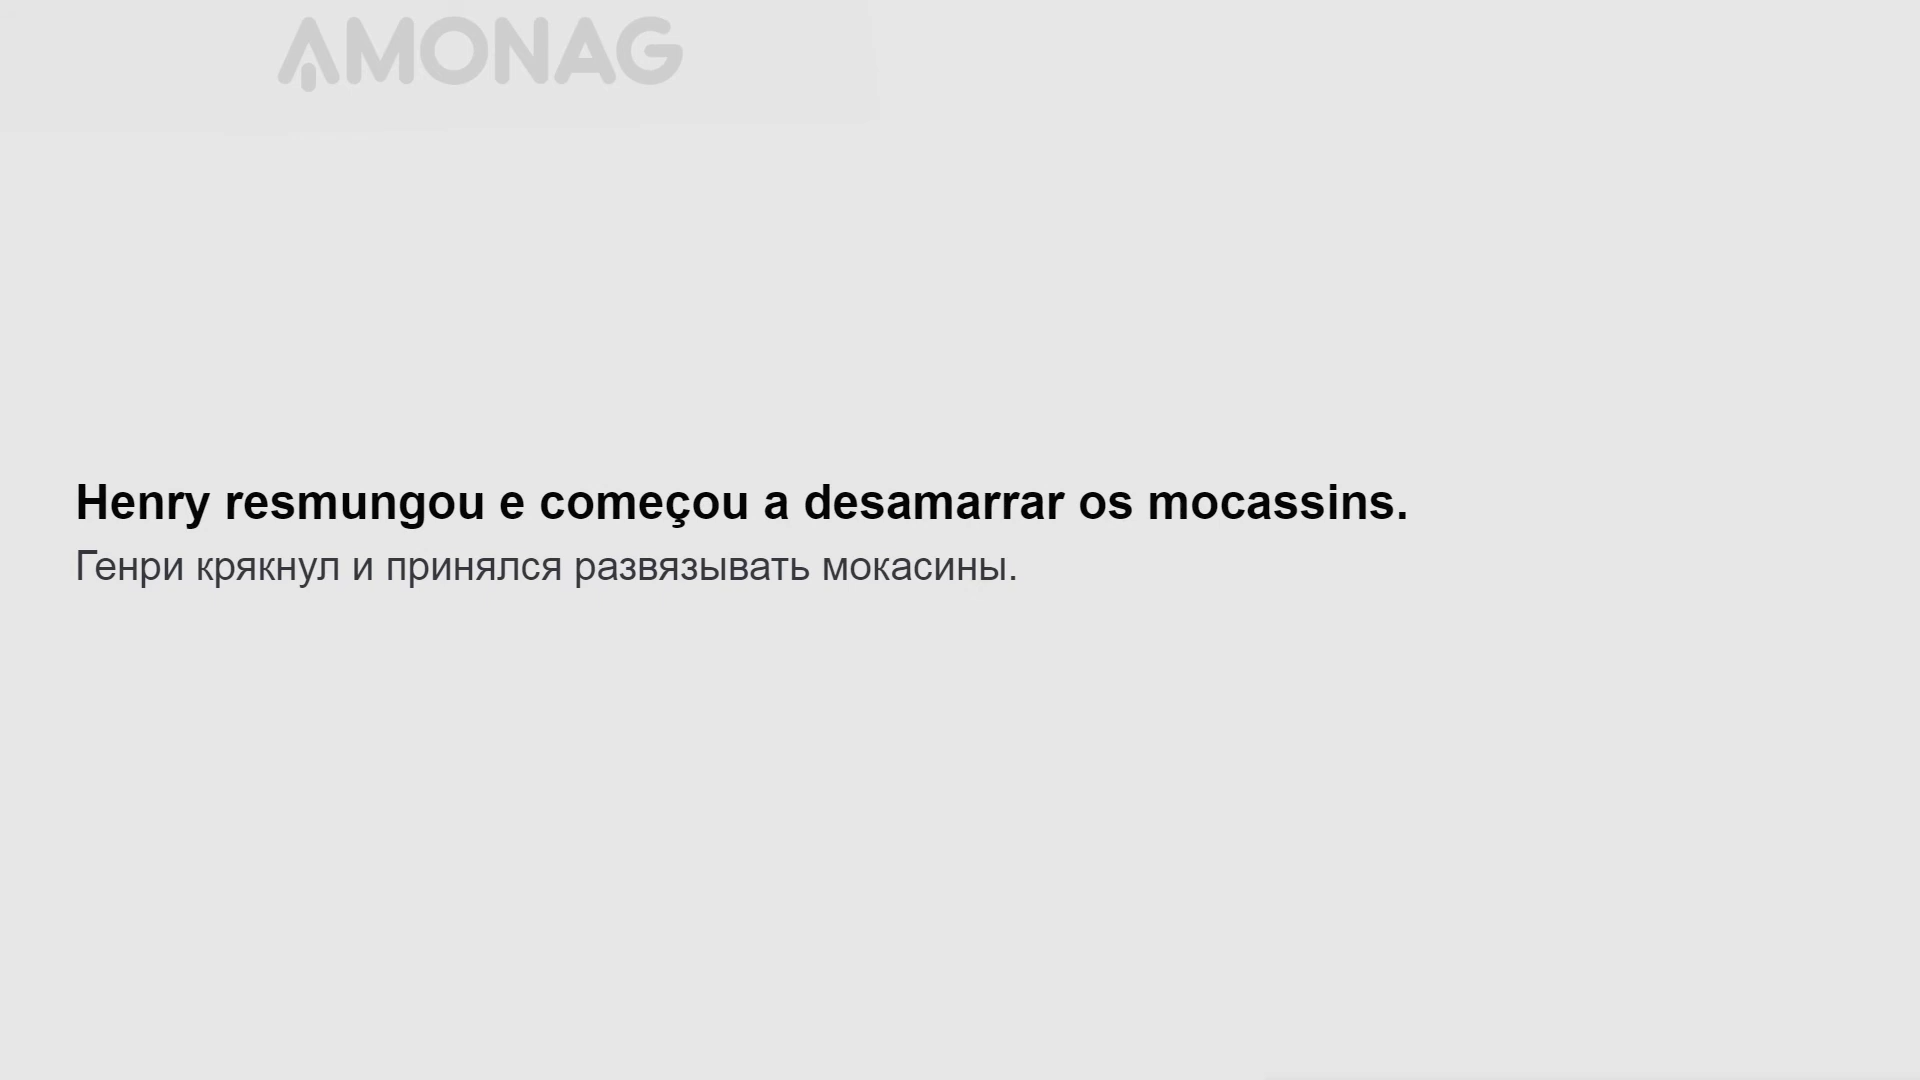 AMONAG
Henry resmungou e começou a desamarrar os mocassins.
Генри крякнул и принялся развязывать мокасины.